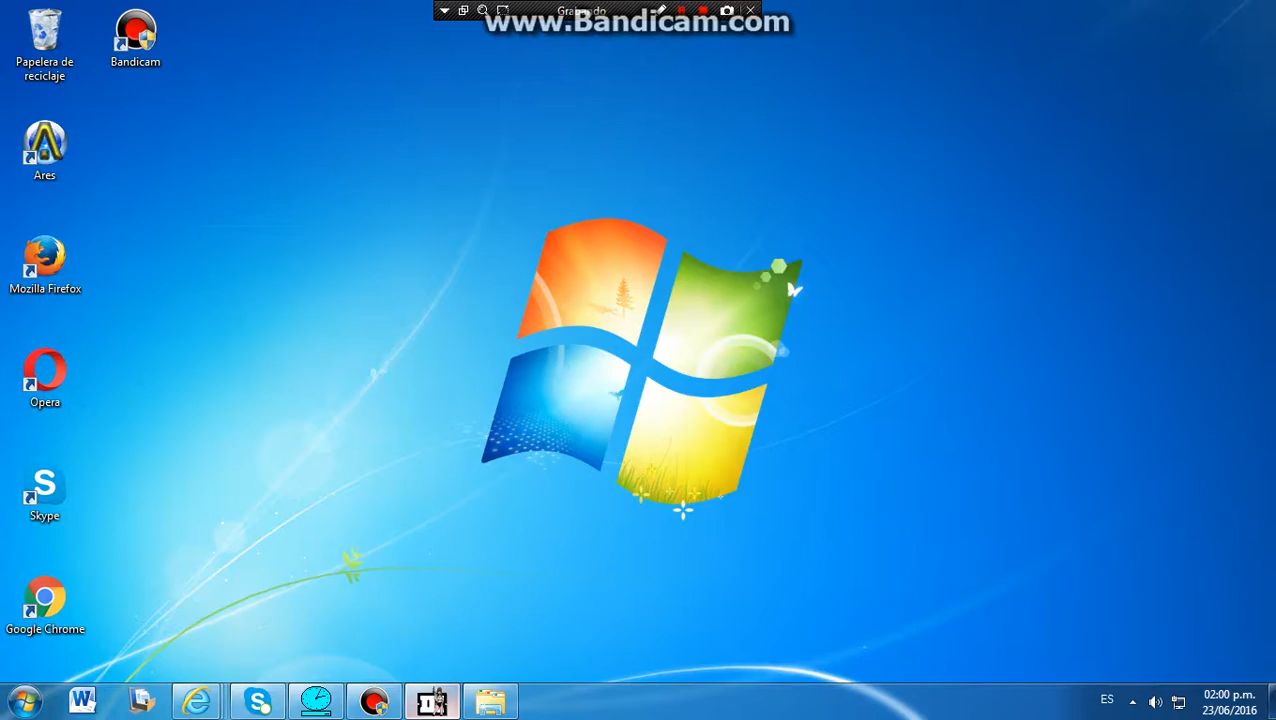 Grabando
www.Bandicam.com
Papelera de
reciclaje
Bandicam
Ares
Mozilla Firefox
Opera
Skype
Google Chrome
ES
02:00 p.m.
23/06/2016